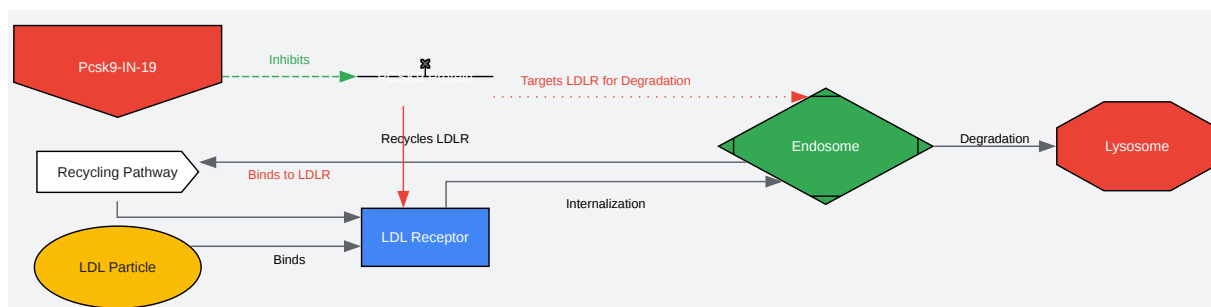 Pcsk9-IN-19
Inhibits
Targets LDLR for Degradation
Recycles LDLR
Endosome
Degradation
Lysosome
Recycling Pathway
Binds to LDLR
Internalization
LDL Receptor
LDL Particle
Binds